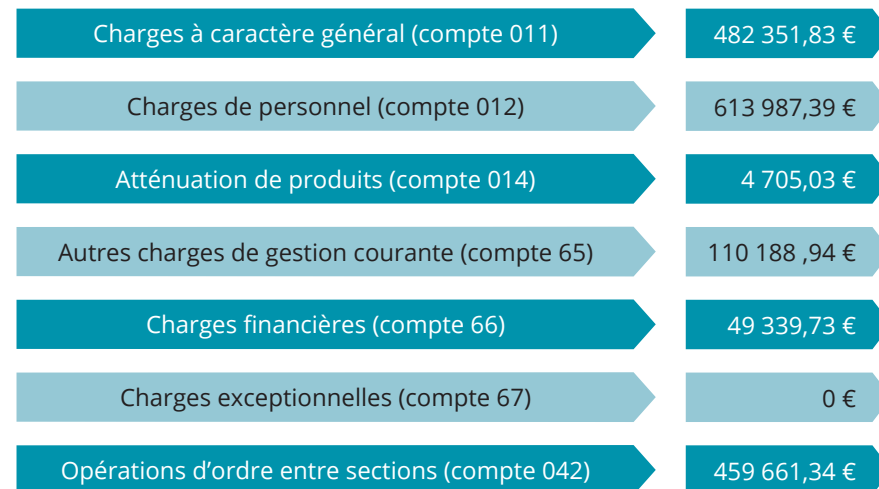 Charges à caractère général (compte 011) 482 351,83 €
Charges de personnel (compte 012) 613 987,39 €
Atténuation de produits (compte 014) 4 705,03 €
Autres charges de gestion courante (compte 65) 110 188 ,94 €
Charges financières (compte 66) 49 339,73 €
Charges exceptionnelles (compte 67) 0 €
Opérations d’ordre entre sections (compte 042) 459 661,34 €